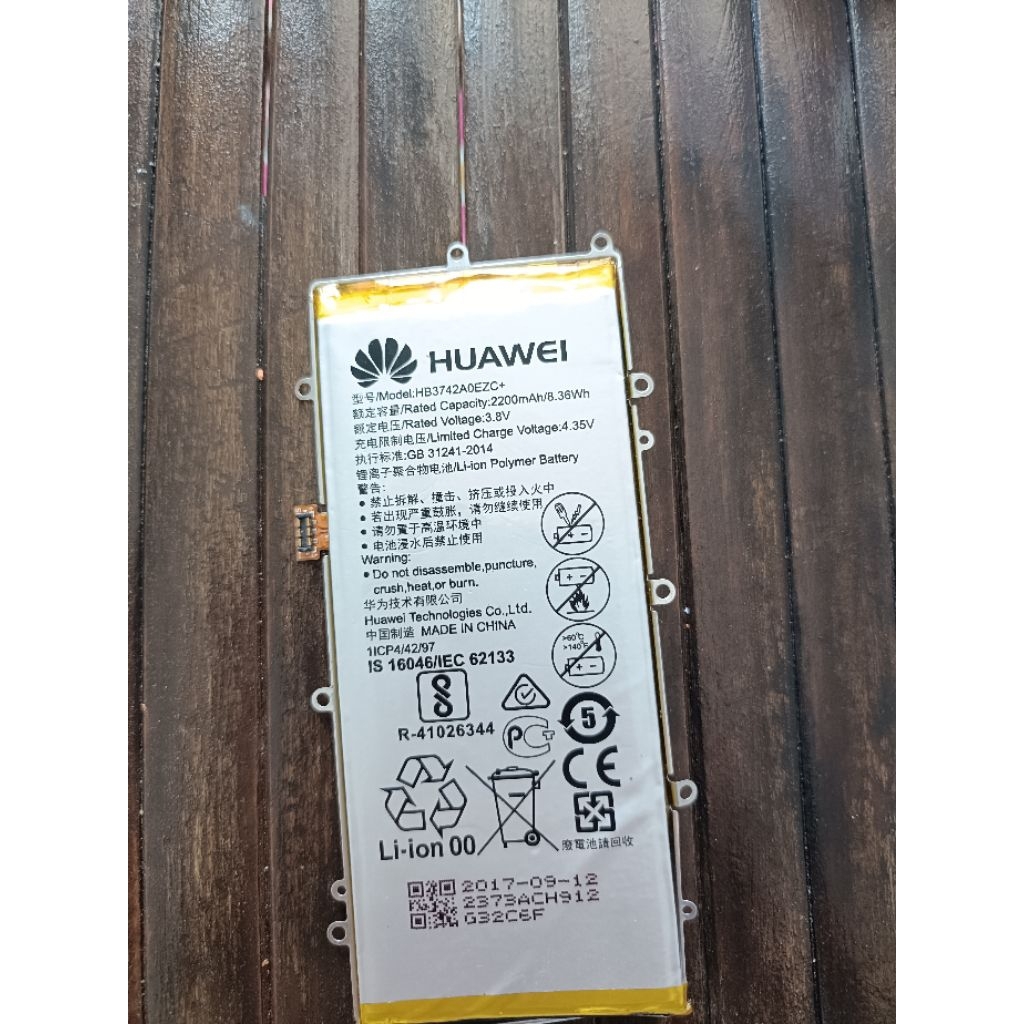 HUAWEI
型号/Model:HB3742A0EZC+
额定容量/Rated Capacity:2200mAh/8.36Wh
额定电压/Rated Voltage:3.8V
充电限制电压/Limited Charge Voltage:4.35V
执行标准:GB 31241-2014
锂离子聚合物电池/Li-ion Polymer Battery
警告:
• 禁止拆解、撞击、挤压或投入火中
• 若出现严重鼓胀，请勿继续使用
• 请勿置于高温环境中
• 电池浸水后禁止使用
Warning:
• Do not disassemble,puncture,
crush,heat,or burn.
华为技术有限公司
Huawei Technologies Co.,Ltd.
中国制造 MADE IN CHINA
1ICP4/42/97
IS 16046/IEC 62133
>60℃
>140℉
R-41026344
PC+
5
CE
Li-ion 00
廢電池請回收
2017-09-12
2373ACH912
G32C6F